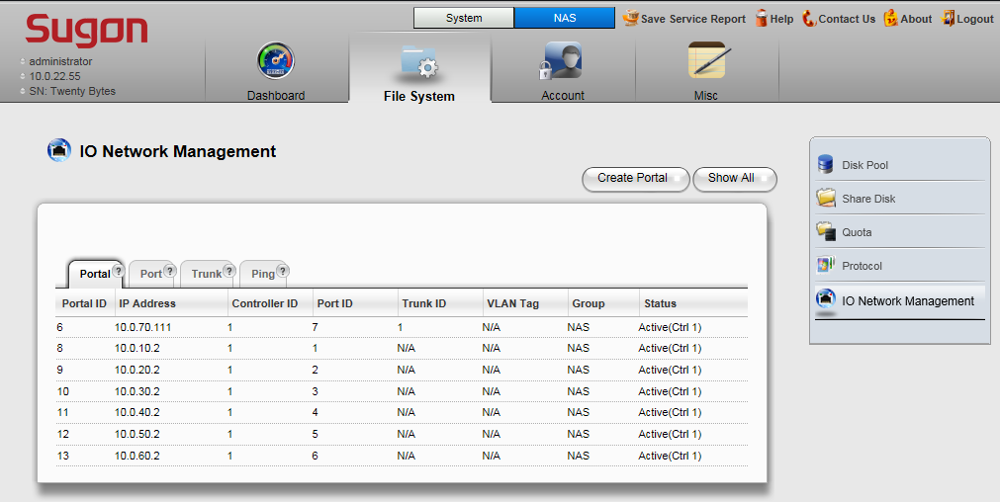 System NAS Save Service Report Help Contact Us About Logout
Sugon
administrator
10.0.22.55
SN: Twenty Bytes
Dashboard File System Account Misc
IO Network Management
Create Portal Show All
Portal ? Port ? Trunk ? Ping ?
Portal ID IP Address Controller ID Port ID Trunk ID VLAN Tag Group Status
6 10.0.70.111 1 7 1 N/A NAS Active(Ctrl 1)
8 10.0.10.2 1 1 N/A N/A NAS Active(Ctrl 1)
9 10.0.20.2 1 2 N/A N/A NAS Active(Ctrl 1)
10 10.0.30.2 1 3 N/A N/A NAS Active(Ctrl 1)
11 10.0.40.2 1 4 N/A N/A NAS Active(Ctrl 1)
12 10.0.50.2 1 5 N/A N/A NAS Active(Ctrl 1)
13 10.0.60.2 1 6 N/A N/A NAS Active(Ctrl 1)
Disk Pool
Share Disk
Quota
Protocol
IO Network Management